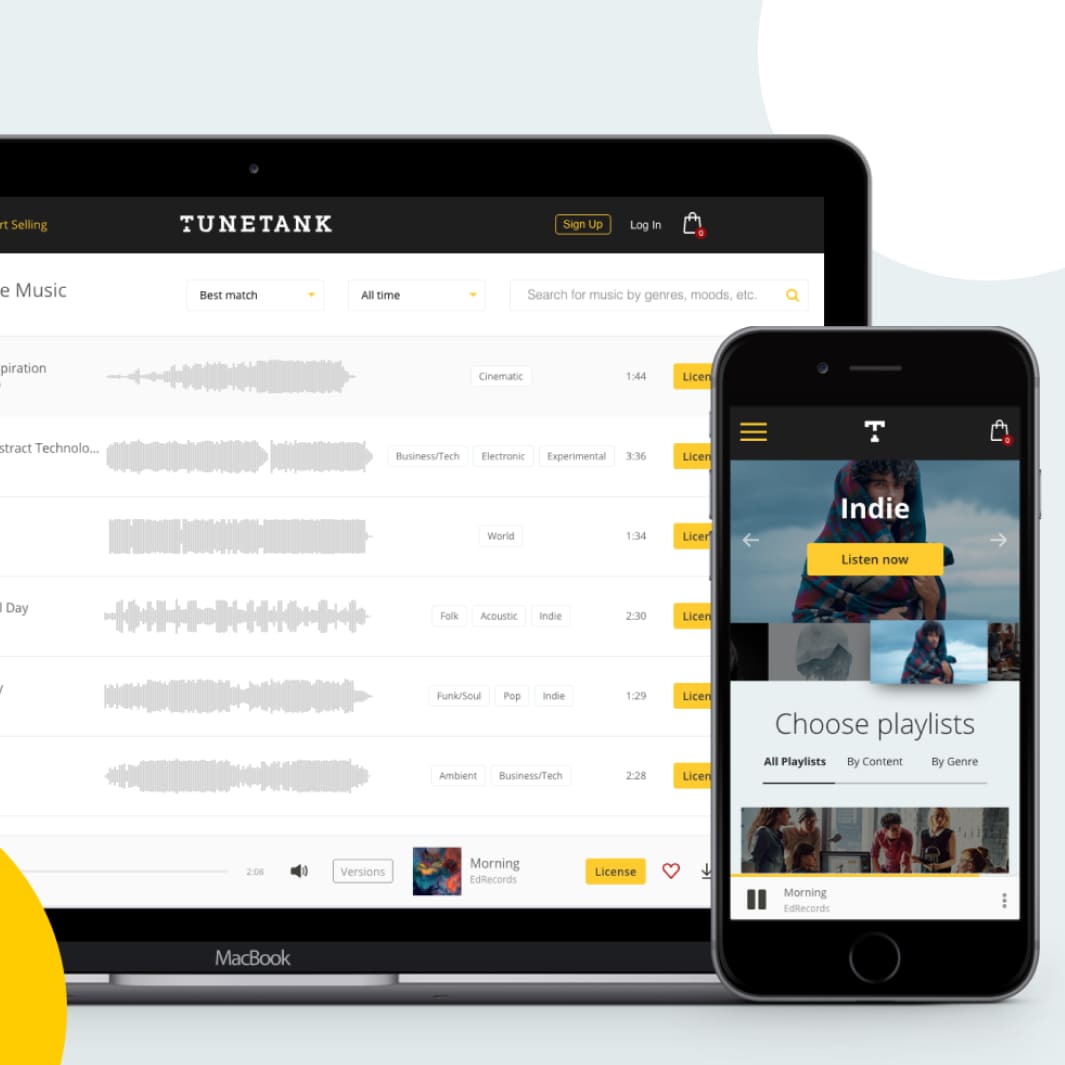 rt Selling
TUNETANK
Sign Up
Log In
0
e Music
Best match
All time
Search for music by genres, moods, etc.
piration
Cinematic
1:44
Licen
stract Technolo...
Business/Tech
Electronic
Experimental
3:36
Licen
World
1:34
Licen
l Day
Folk
Acoustic
Indie
2:30
Licen
y
Funk/Soul
Pop
Indie
1:29
Licen
Ambient
Business/Tech
2:28
Licen
2:08
Versions
Morning
EdRecords
License
MacBook
T
0
Indie
Listen now
Choose playlists
All Playlists
By Content
By Genre
Morning
EdRecords